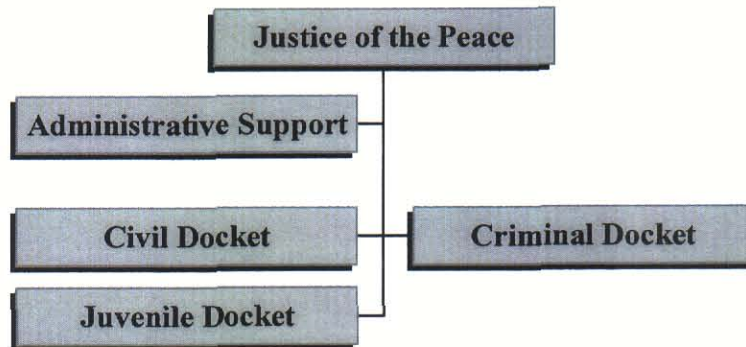 Justice of the Peace
Administrative Support
Civil Docket
Criminal Docket
Juvenile Docket